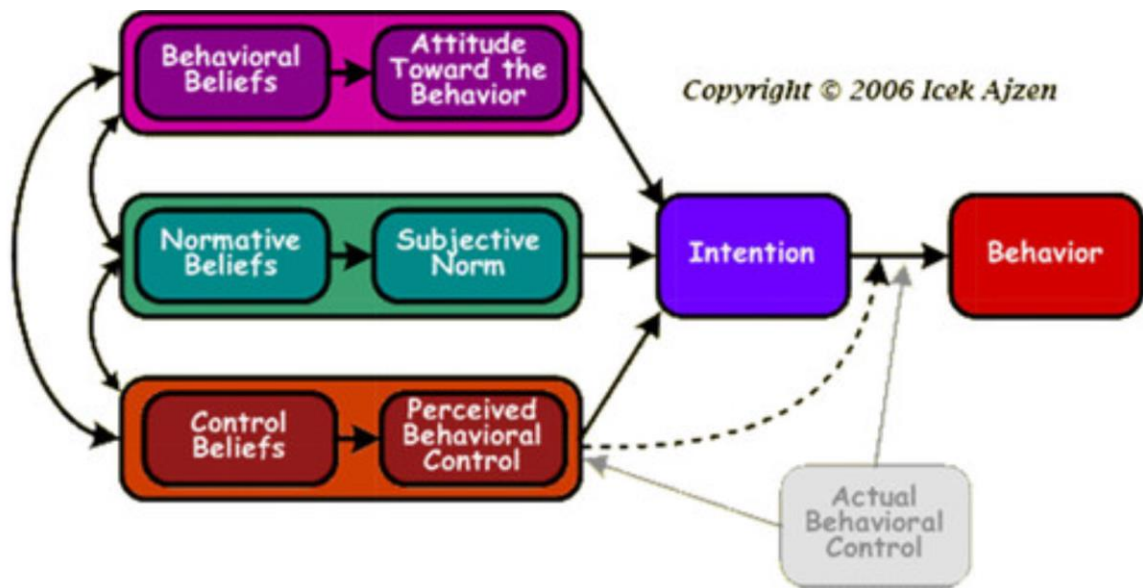 Behavioral
Beliefs
Attitude
Toward the
Behavior
Copyright © 2006 Icek Ajzen
Normative
Beliefs
Subjective
Norm
Intention
Behavior
Control
Beliefs
Perceived
Behavioral
Control
Actual
Behavioral
Control